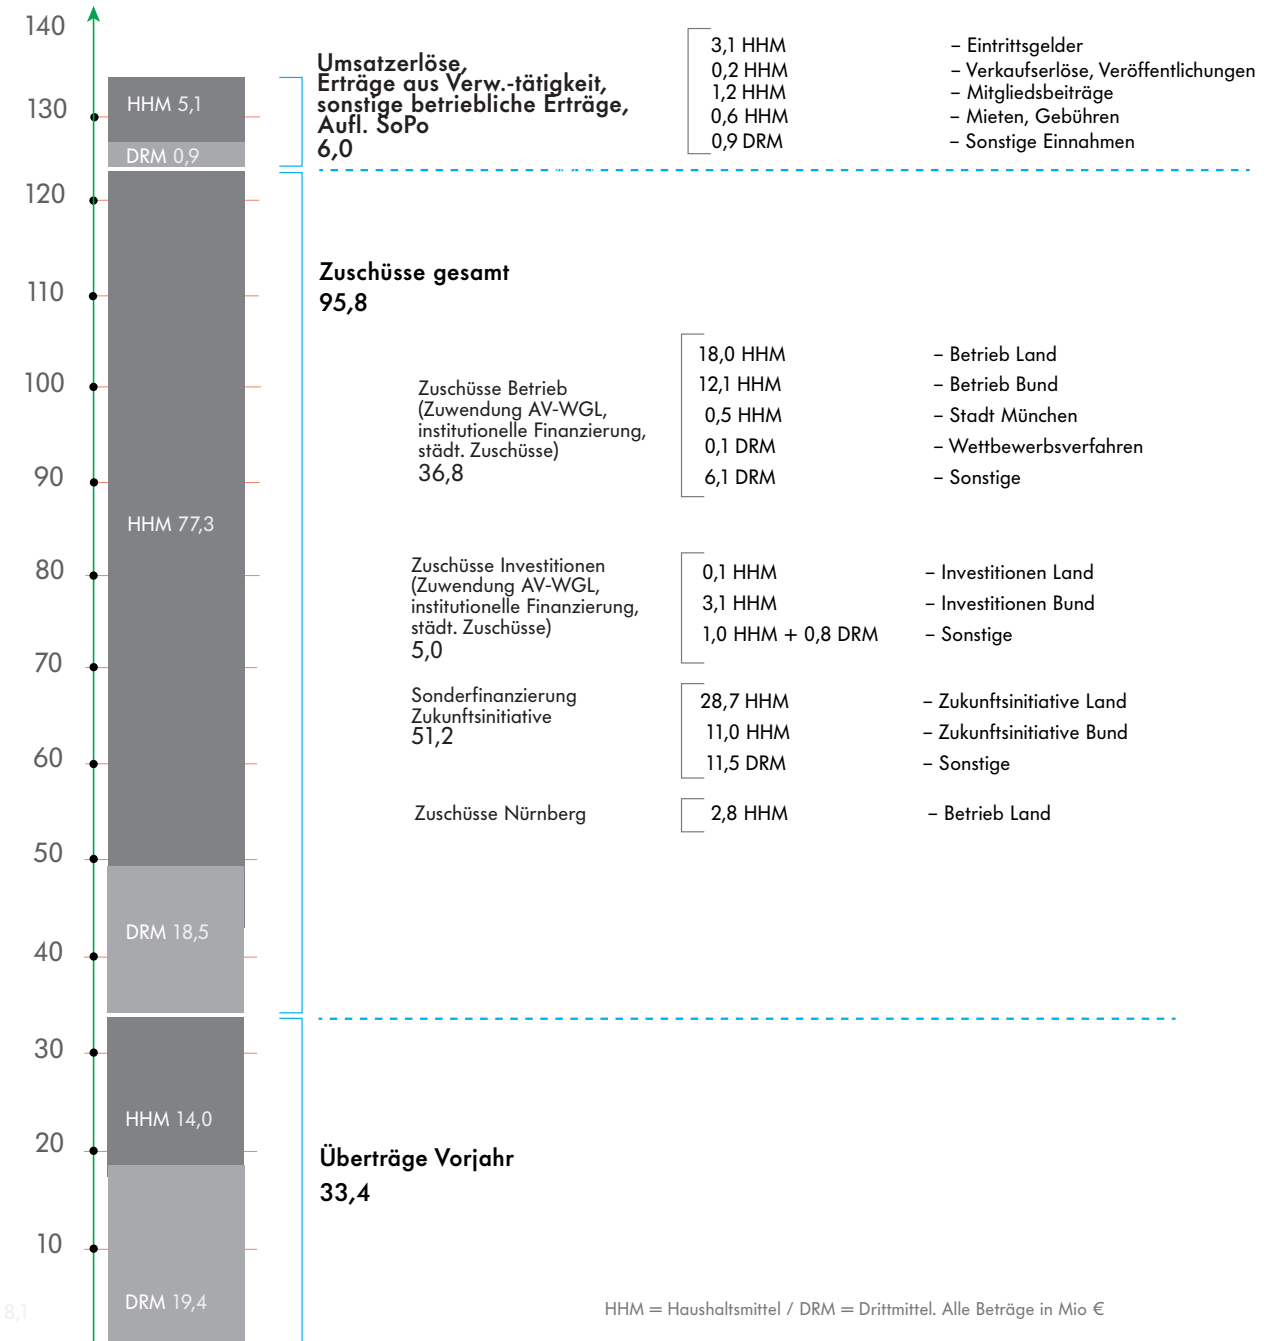 140
130
120
110
100
90
80
70
60
50
40
30
20
10
HHM 5,1
DRM 0,9
HHM 77,3
DRM 18,5
HHM 14,0
DRM 19,4
8,1
Umsatzerlöse,
Erträge aus Verw.-tätigkeit,
sonstige betriebliche Erträge,
Aufl. SoPo
6,0
3,1 HHM – Eintrittsgelder
0,2 HHM – Verkaufserlöse, Veröffentlichungen
1,2 HHM – Mitgliedsbeiträge
0,6 HHM – Mieten, Gebühren
0,9 DRM – Sonstige Einnahmen
Zuschüsse gesamt
95,8
Zuschüsse Betrieb
(Zuwendung AV-WGL,
institutionelle Finanzierung,
städt. Zuschüsse)
36,8
18,0 HHM – Betrieb Land
12,1 HHM – Betrieb Bund
0,5 HHM – Stadt München
0,1 DRM – Wettbewerbsverfahren
6,1 DRM – Sonstige
Zuschüsse Investitionen
(Zuwendung AV-WGL,
institutionelle Finanzierung,
städt. Zuschüsse)
5,0
0,1 HHM – Investitionen Land
3,1 HHM – Investitionen Bund
1,0 HHM + 0,8 DRM – Sonstige
Sonderfinanzierung
Zukunftsinitiative
51,2
28,7 HHM – Zukunftsinitiative Land
11,0 HHM – Zukunftsinitiative Bund
11,5 DRM – Sonstige
Zuschüsse Nürnberg
2,8 HHM – Betrieb Land
Überträge Vorjahr
33,4
HHM = Haushaltsmittel / DRM = Drittmittel. Alle Beträge in Mio €